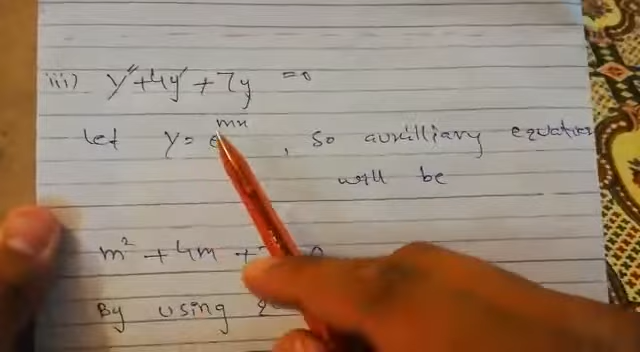 iii) y"+4y'+7y =0
Let y= e^mx , so auxilliary equation
will be
m² + 4m +
By using